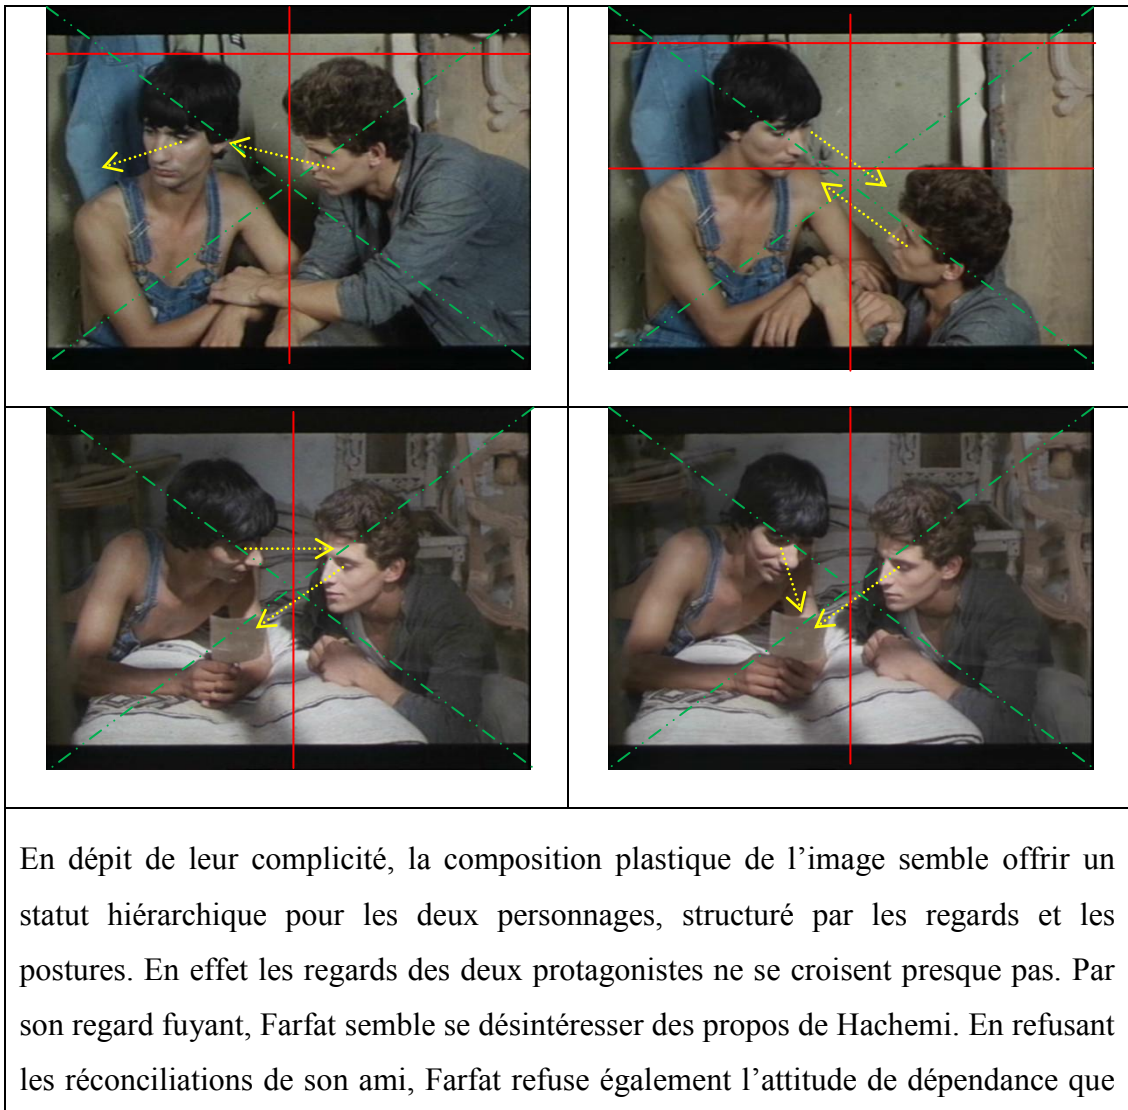 En dépit de leur complicité, la composition plastique de l’image semble offrir un
statut hiérarchique pour les deux personnages, structuré par les regards et les
postures. En effet les regards des deux protagonistes ne se croisent presque pas. Par
son regard fuyant, Farfat semble se désintéresser des propos de Hachemi. En refusant
les réconciliations de son ami, Farfat refuse également l’attitude de dépendance que